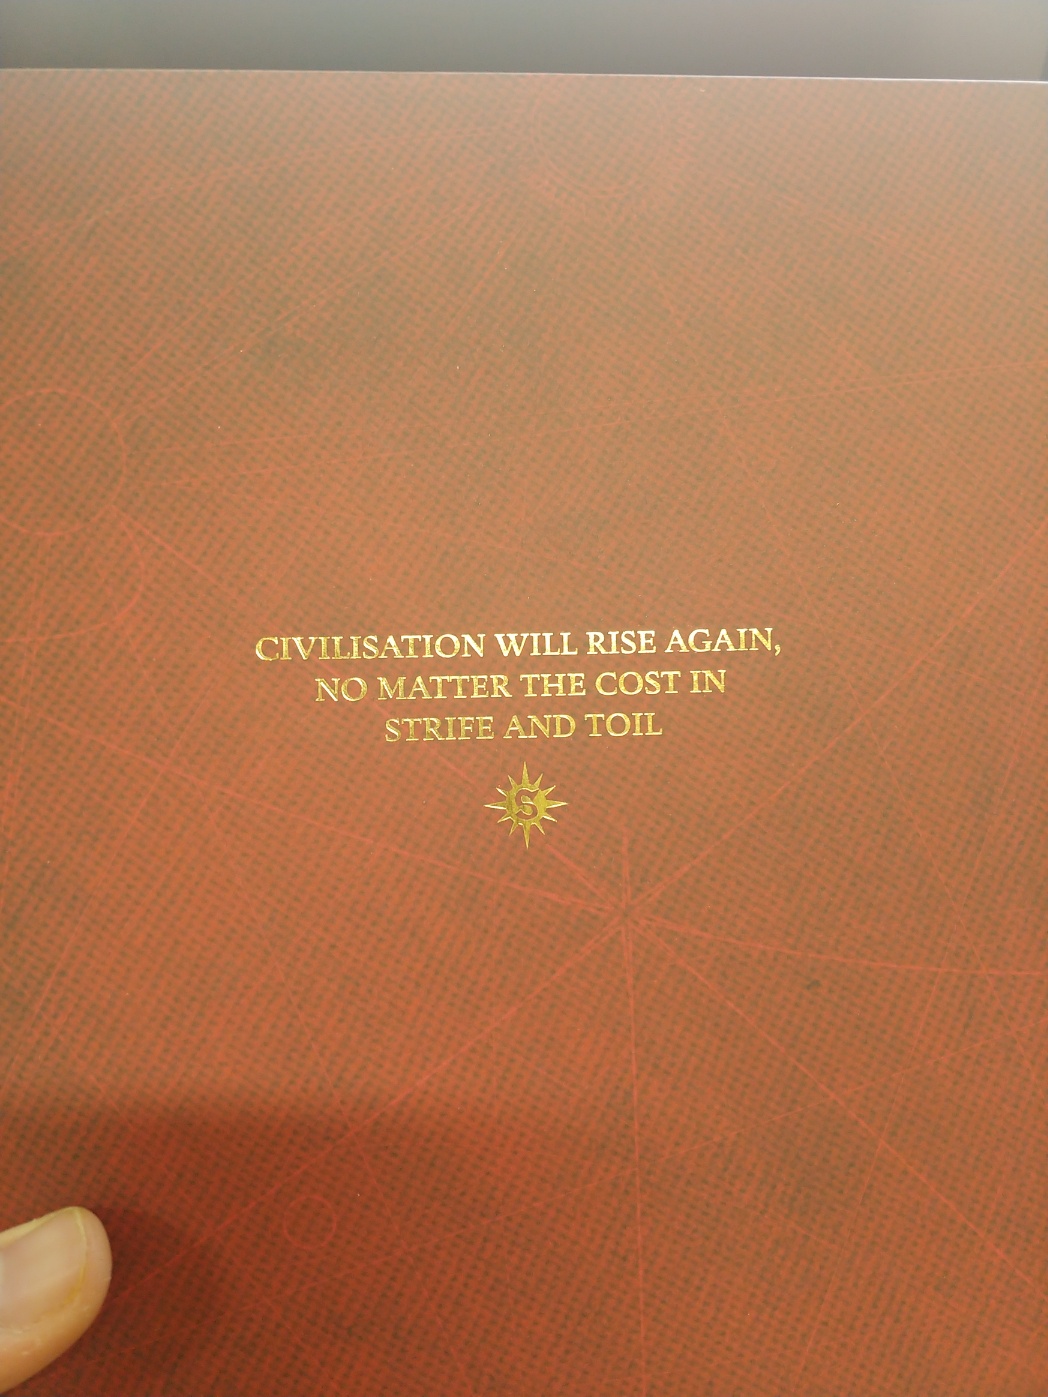 CIVILISATION WILL RISE AGAIN,
NO MATTER THE COST IN
STRIFE AND TOIL
S